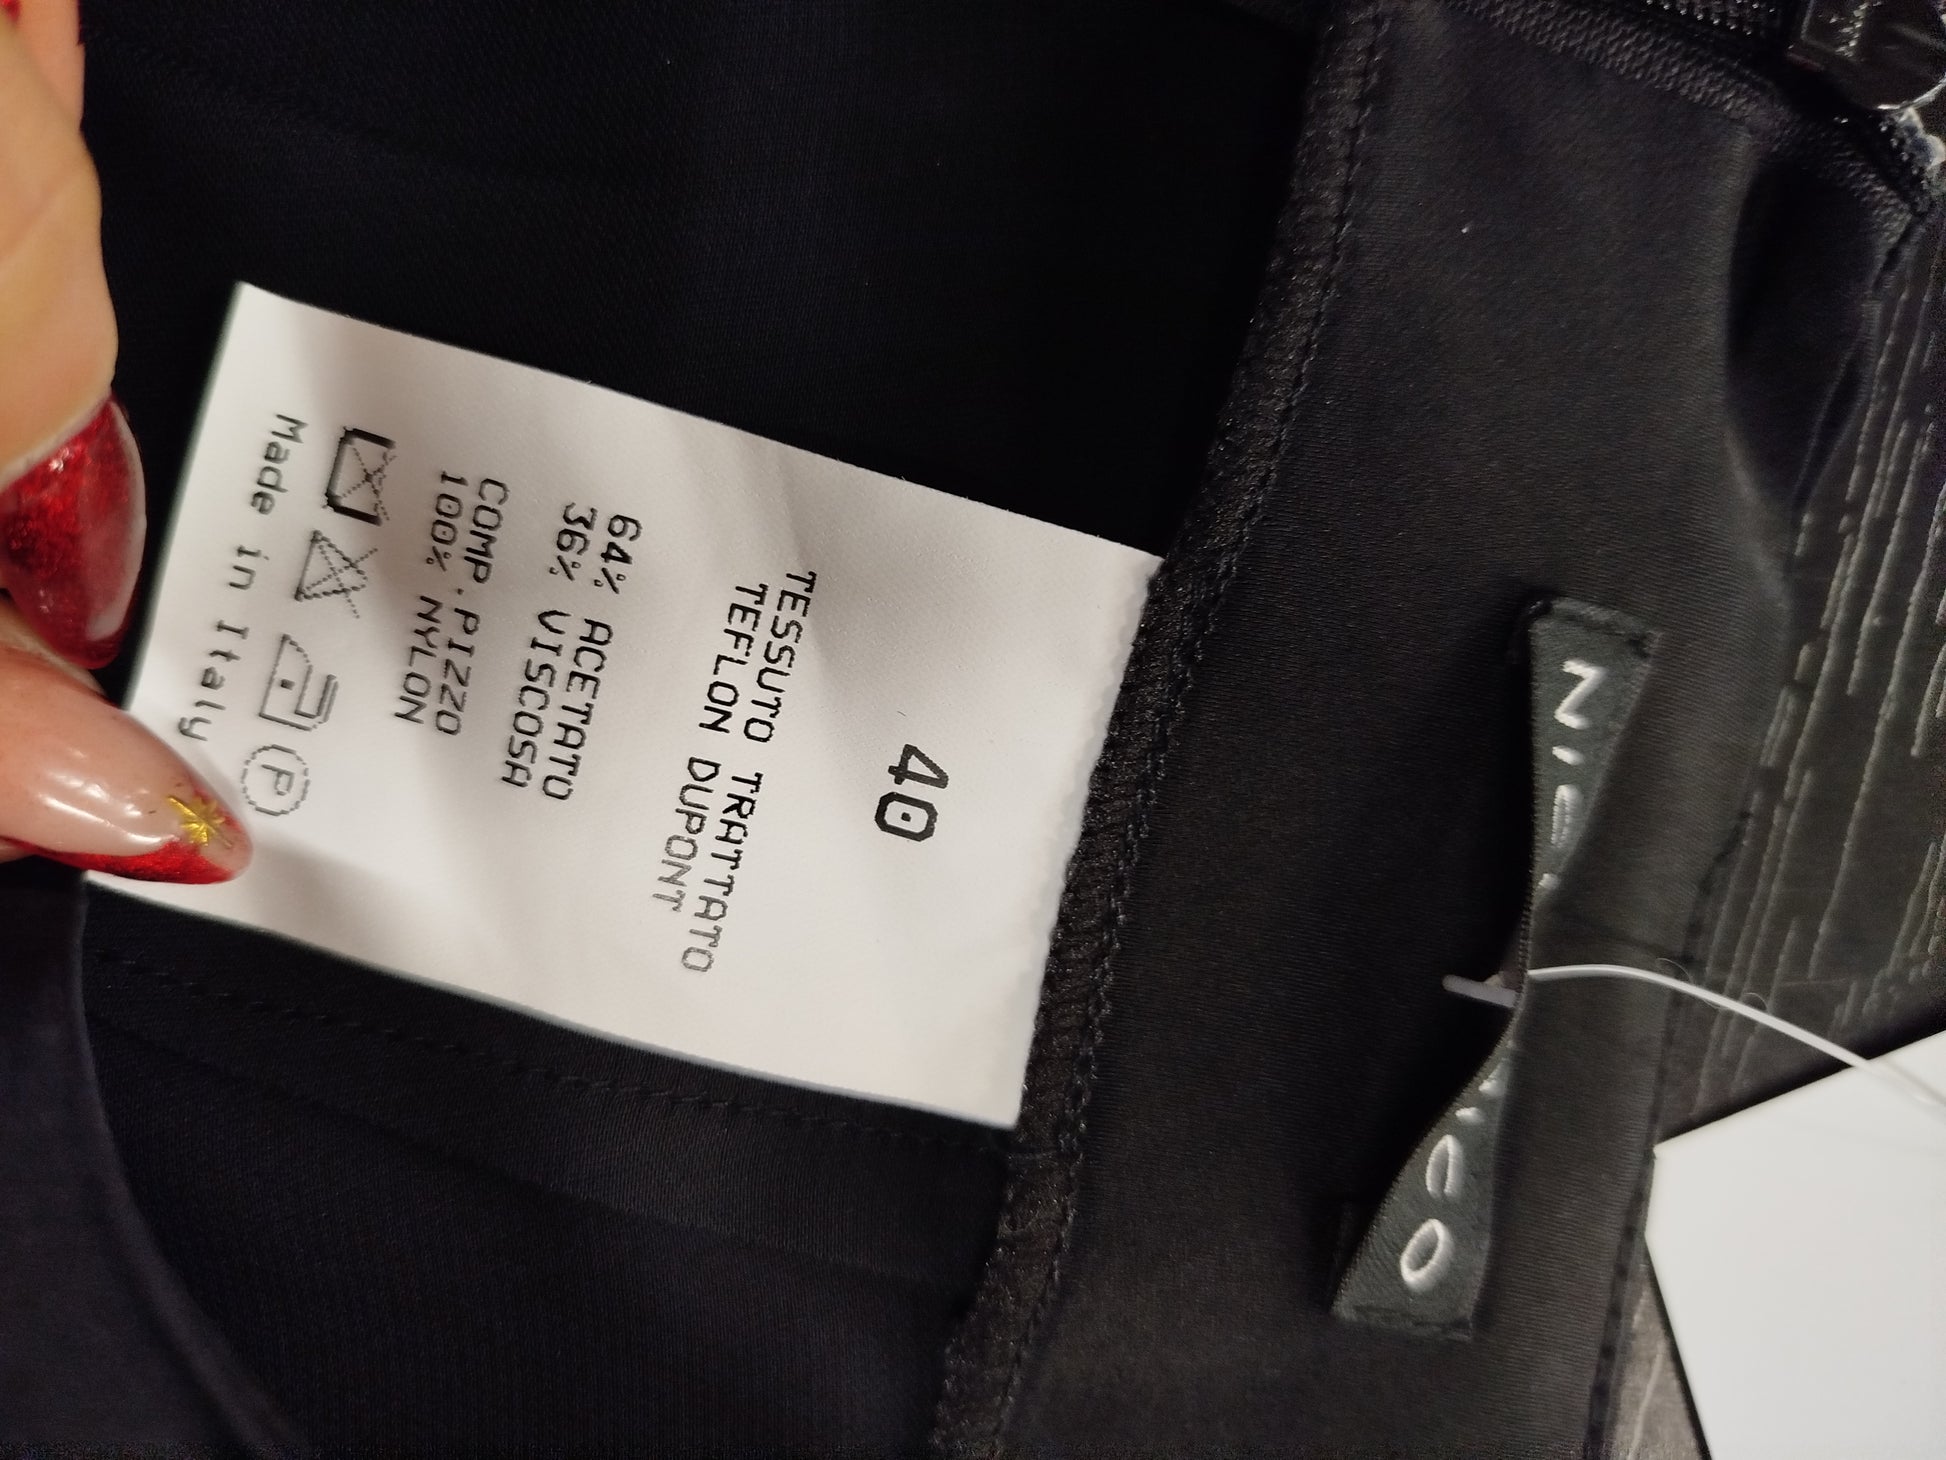 40
TESSUTO TRATTATO
TEFLON DUPONT
64% ACETATO
36% VISCOSA
COMP.PIZZO
100% NYLON
P
Made in Italy